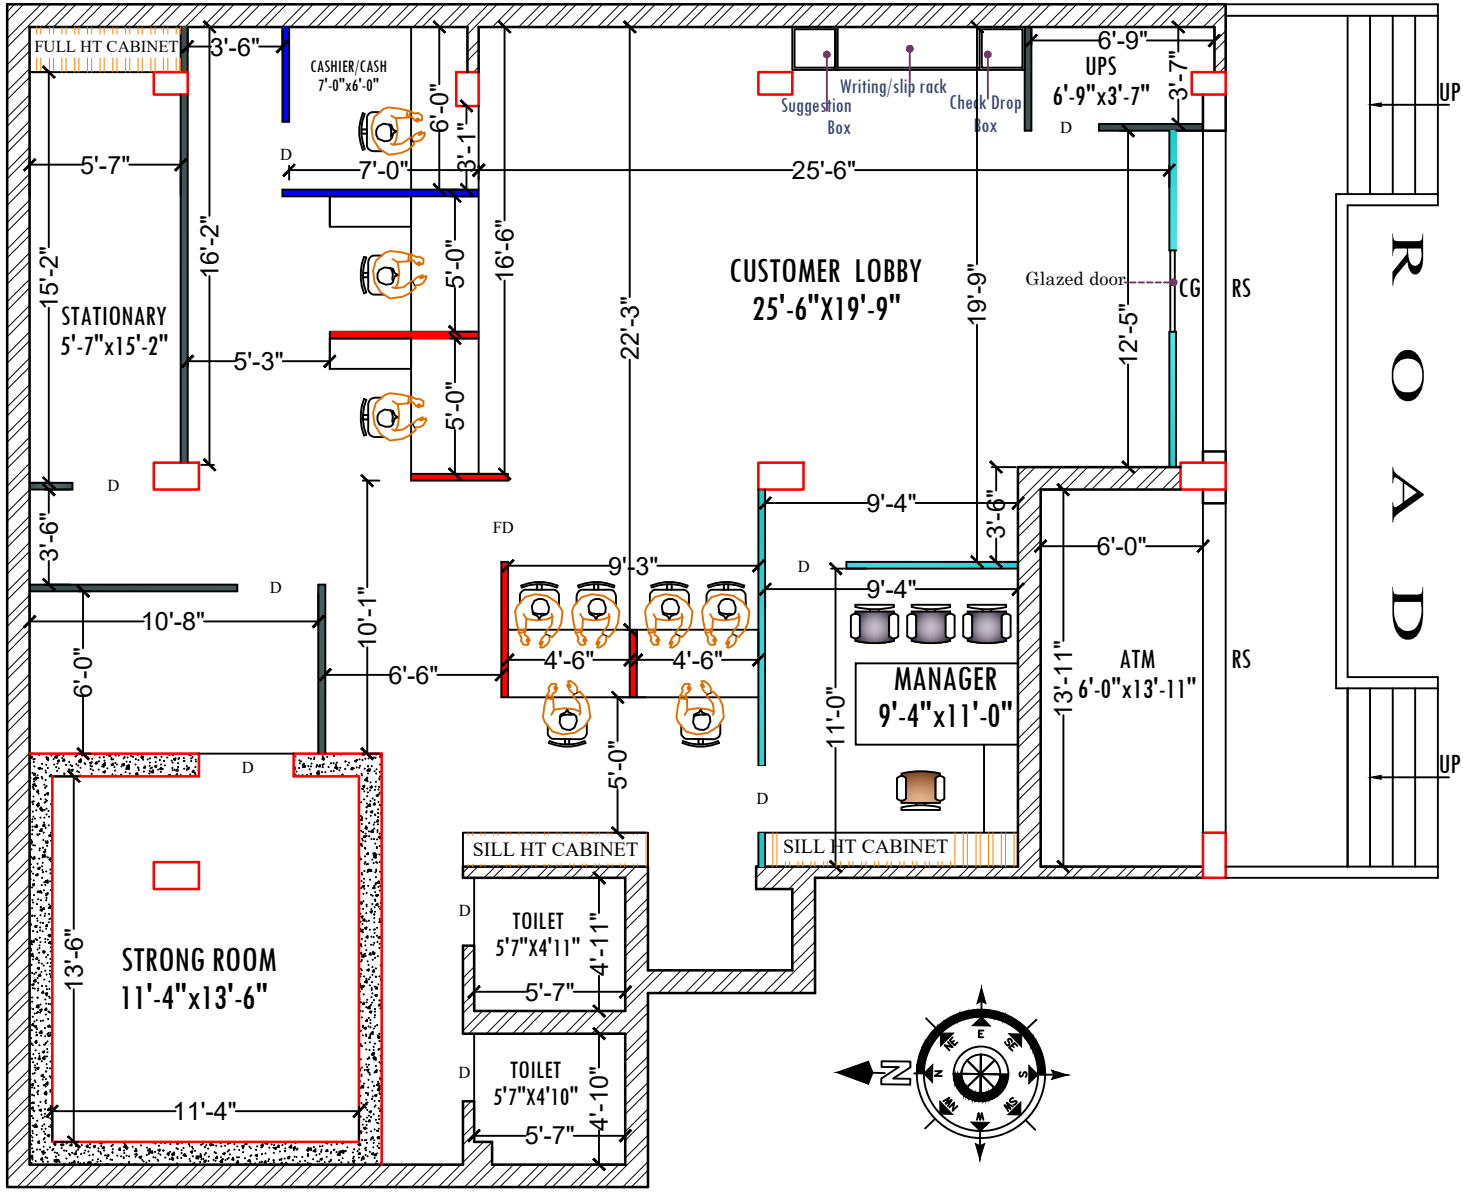 FULL HT CABINET
3'-6"
CASHIER/CASH
7'-0"x6'-0"
6'-0"
3'-1"
Suggestion
Box
Writing/slip rack
Check Drop
Box
6'-9"
UPS
6'-9"x3'-7"
3'-7"
D
UP
5'-7"
D
7'-0"
25'-6"
15'-2"
16'-2"
5'-0"
16'-6"
22'-3"
CUSTOMER LOBBY
25'-6"X19'-9"
19'-9"
Glazed door
CG
RS
12'-5"
ROAD
STATIONARY
5'-7"x15'-2"
5'-3"
5'-0"
D
3'-6"
FD
9'-4"
3'-6"
6'-0"
9'-3"
D
D
9'-4"
10'-8"
10'-1"
6'-0"
6'-6"
4'-6"
4'-6"
MANAGER
9'-4"x11'-0"
11'-0"
13'-11"
ATM
6'-0"x13'-11"
RS
5'-0"
D
D
UP
SILL HT CABINET
SILL HT CABINET
STRONG ROOM
11'-4"x13'-6"
13'-6"
11'-4"
D
TOILET
5'7"X4'11"
4'-11"
5'-7"
D
TOILET
5'7"X4'10"
4'-10"
5'-7"
N
E
SE
S
SW
W
NW
N
NE